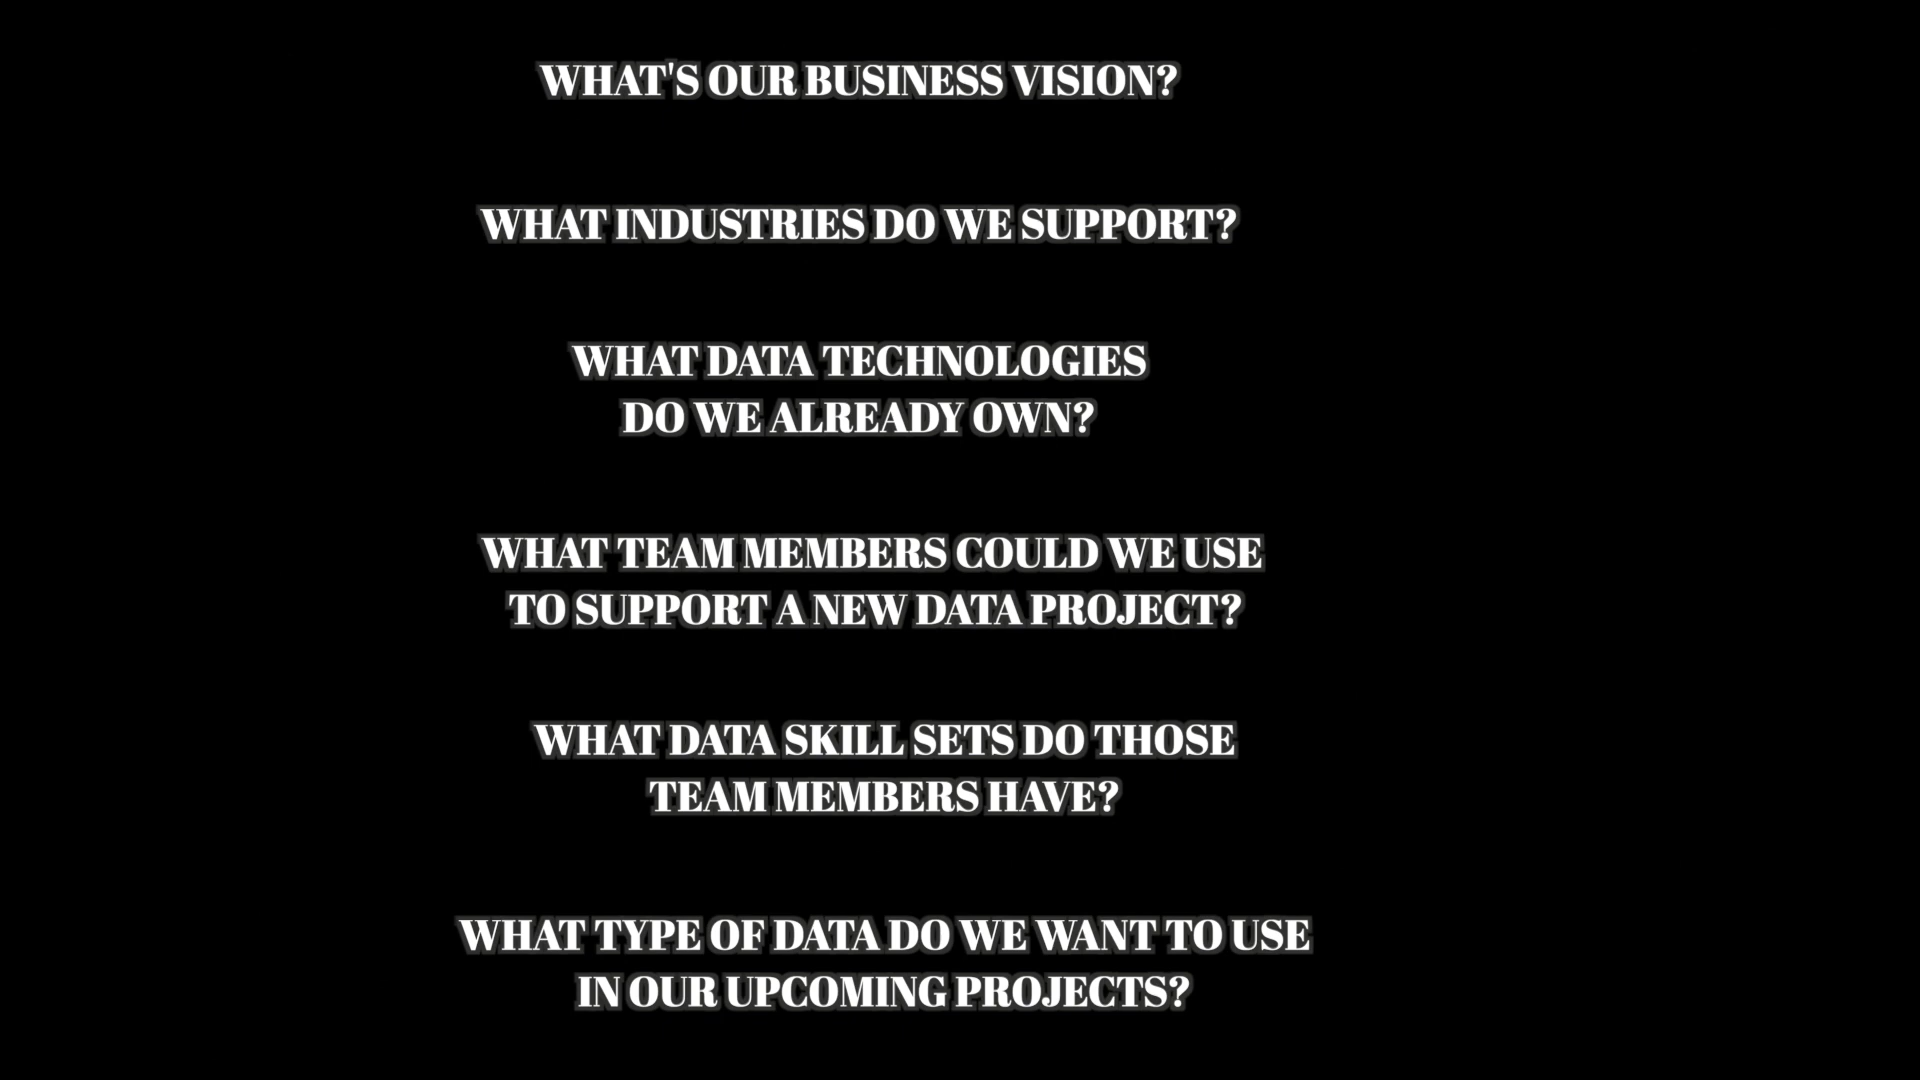 WHAT'S OUR BUSINESS VISION?
WHAT INDUSTRIES DO WE SUPPORT?
WHAT DATA TECHNOLOGIES
DO WE ALREADY OWN?
WHAT TEAM MEMBERS COULD WE USE
TO SUPPORT A NEW DATA PROJECT?
WHAT DATA SKILL SETS DO THOSE
TEAM MEMBERS HAVE?
WHAT TYPE OF DATA DO WE WANT TO USE
IN OUR UPCOMING PROJECTS?